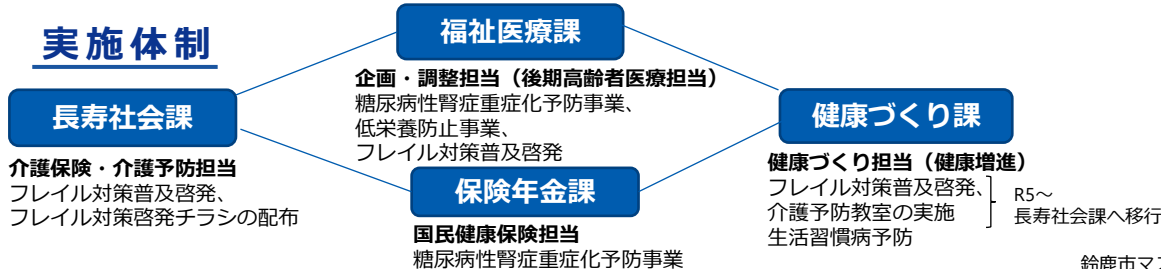 実施体制
福祉医療課
企画・調整担当（後期高齢者医療担当）
糖尿病性腎症重症化予防事業、
低栄養防止事業、
フレイル対策普及啓発
長寿社会課
介護保険・介護予防担当
フレイル対策普及啓発、
フレイル対策啓発チラシの配布
保険年金課
国民健康保険担当
糖尿病性腎症重症化予防事業
健康づくり課
健康づくり担当（健康増進）
フレイル対策普及啓発、
介護予防教室の実施
生活習慣病予防
R5～
長寿社会課へ移行
鈴鹿市マ